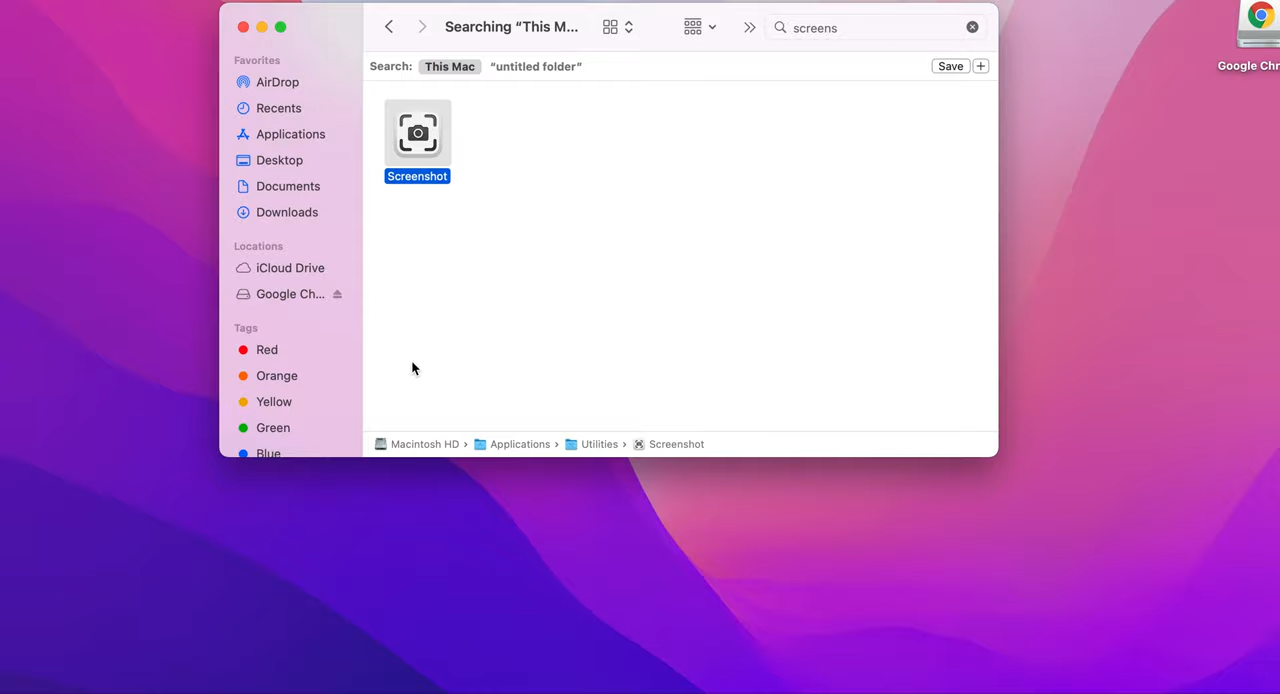 Searching “This M...
screens
Search:
This Mac
“untitled folder”
Save
+
Favorites
AirDrop
Recents
Applications
Desktop
Documents
Downloads
Locations
iCloud Drive
Google Ch...
Tags
Red
Orange
Yellow
Green
Blue
Screenshot
Macintosh HD › Applications › Utilities › Screenshot
Google Chr